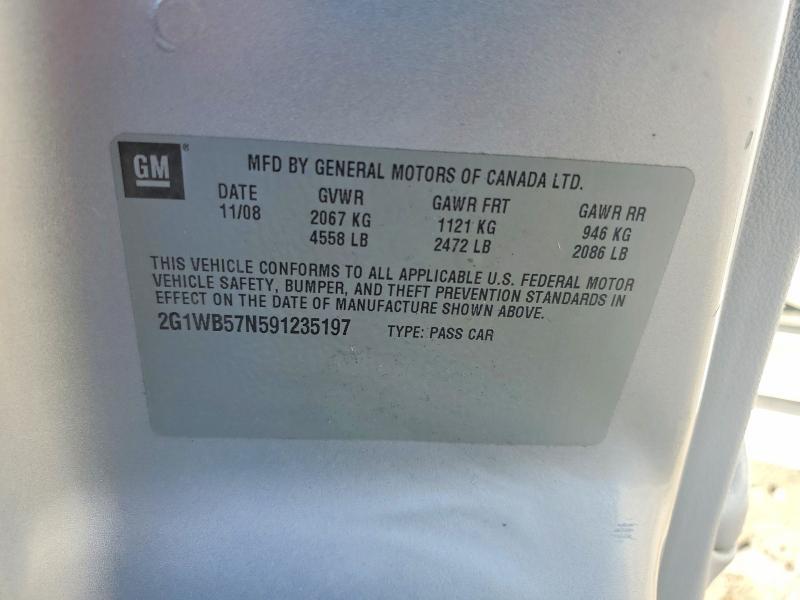 GM® MFD BY GENERAL MOTORS OF CANADA LTD.
DATE GVWR GAWR FRT GAWR RR
11/08 2067 KG 1121 KG 946 KG
4558 LB 2472 LB 2086 LB
THIS VEHICLE CONFORMS TO ALL APPLICABLE U.S. FEDERAL MOTOR
VEHICLE SAFETY, BUMPER, AND THEFT PREVENTION STANDARDS IN
EFFECT ON THE DATE OF MANUFACTURE SHOWN ABOVE.
2G1WB57N591235197 TYPE: PASS CAR